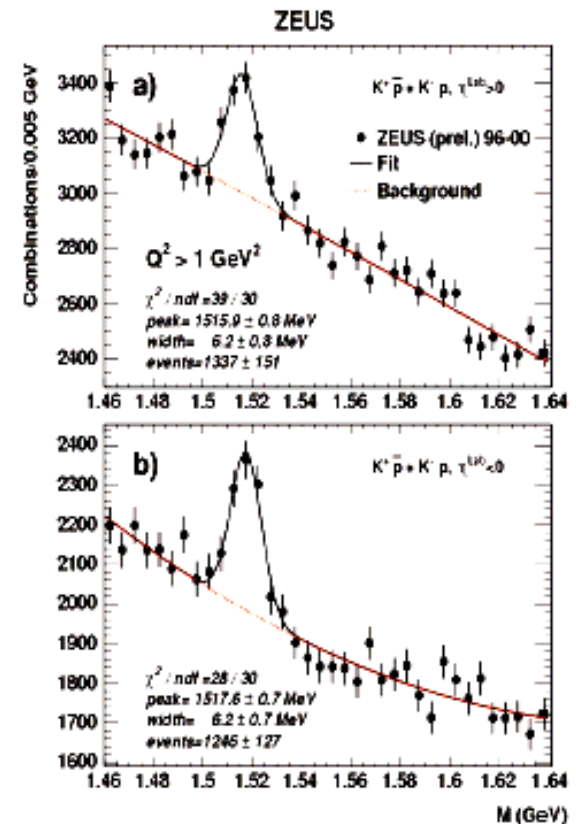 ZEUS
Combinations/0.005 GeV
a)
K⁺ p̄ + K⁻ p, ηᴸᵃᵇ>0
ZEUS (prel.) 96-00
Fit
Background
Q² > 1 GeV²
χ² / ndf =39 / 30
peak= 1515.9 ± 0.8 MeV
width= 6.2 ± 0.8 MeV
events=1337 ± 151
3400
3200
3000
2800
2600
2400
1.46 1.48 1.5 1.52 1.54 1.56 1.58 1.6 1.62 1.64
b)
K⁺ p̄ + K⁻ p, ηᴸᵃᵇ<0
χ² / ndf =28 / 30
peak= 1517.6 ± 0.7 MeV
width= 6.2 ± 0.7 MeV
events=1246 ± 127
2400
2300
2200
2100
2000
1900
1800
1700
1600
1.46 1.48 1.5 1.52 1.54 1.56 1.58 1.6 1.62 1.64
M (GeV)